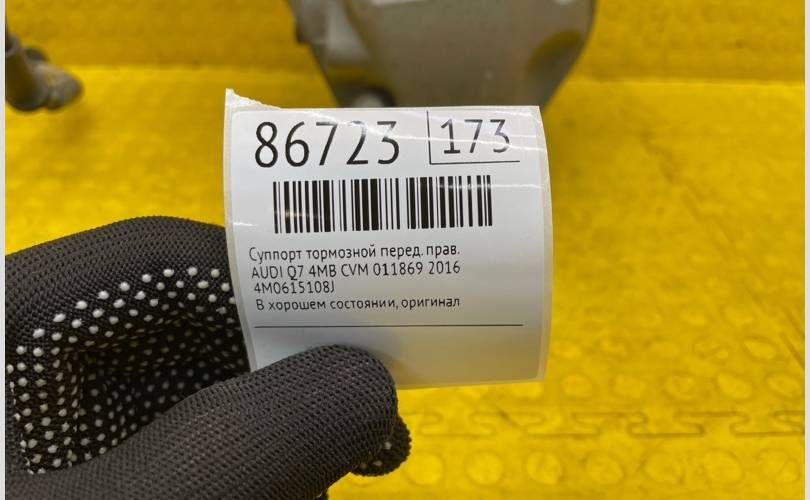 86723 173
Суппорт тормозной перед. прав.
AUDI Q7 4MB CVM 011869 2016
4M0615108J
В хорошем состоянии, оригинал